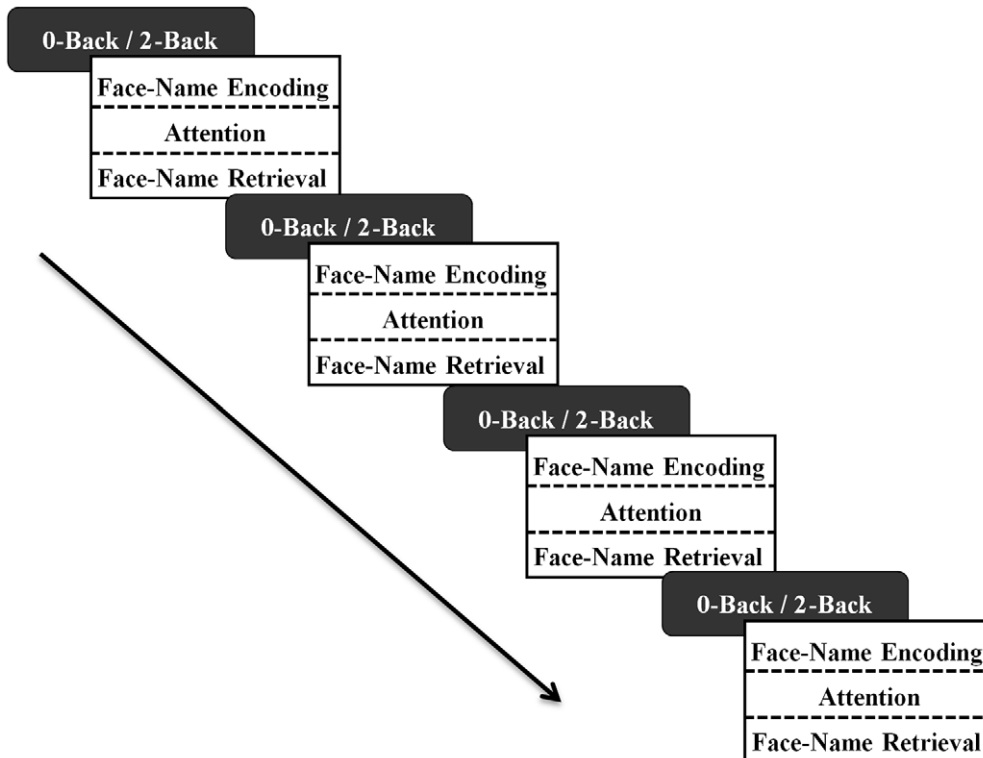 0-Back / 2-Back
Face-Name Encoding
Attention
Face-Name Retrieval
0-Back / 2-Back
Face-Name Encoding
Attention
Face-Name Retrieval
0-Back / 2-Back
Face-Name Encoding
Attention
Face-Name Retrieval
0-Back / 2-Back
Face-Name Encoding
Attention
Face-Name Retrieval